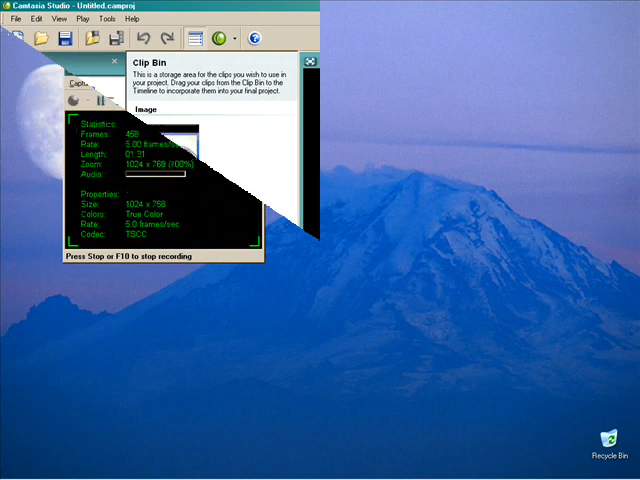 Camtasia Studio - Untitled.camproj
File Edit View Play Tools Help
Clip Bin
This is a storage area for the clips you wish to use in
your project. Drag your clips from the Clip Bin to the
Timeline to incorporate them into your final project.
Image
Statistics:
Frames: 458
Rate: 5.00 frames/sec
Length: 01:31
Zoom: 1024 x 768 (100%)
Audio:
Properties:
Size: 1024 x 768
Colors: True Color
Rate: 5.0 frames/sec
Codec: TSCC
Press Stop or F10 to stop recording
Recycle Bin